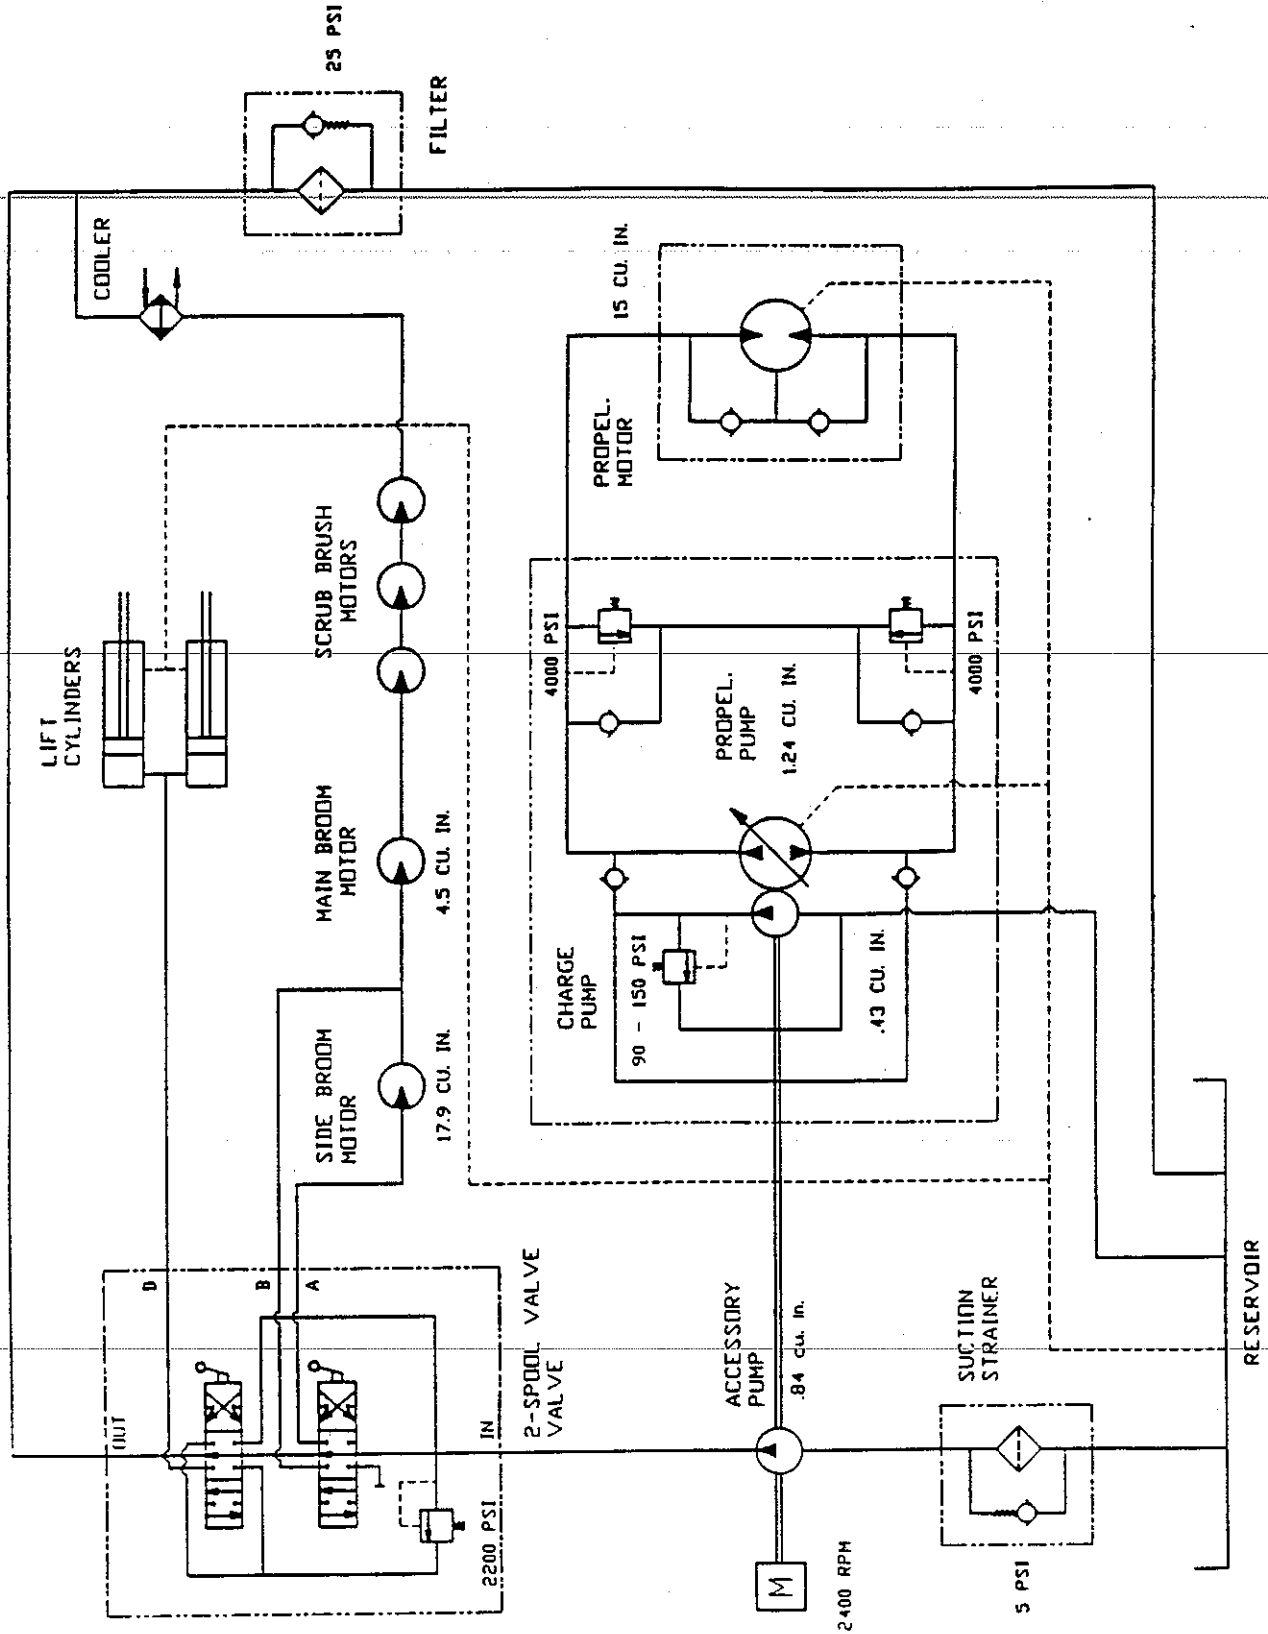 25 PSI
FILTER
COOLER
LIFT
CYLINDERS
SCRUB BRUSH
MOTORS
MAIN BROOM
MOTOR
4.5 CU. IN.
SIDE BROOM
MOTOR
17.9 CU. IN.
D
B
A
OUT
IN
2-SPOOL VALVE
VALVE
2200 PSI
15 CU. IN.
PROPEL.
MOTOR
4000 PSI
4000 PSI
PROPEL.
PUMP
1.24 CU. IN.
CHARGE
PUMP
90 - 150 PSI
.43 CU. IN.
ACCESSORY
PUMP
.84 cu. in.
M
2400 RPM
SUCTION
STRAINER
5 PSI
RESERVOIR